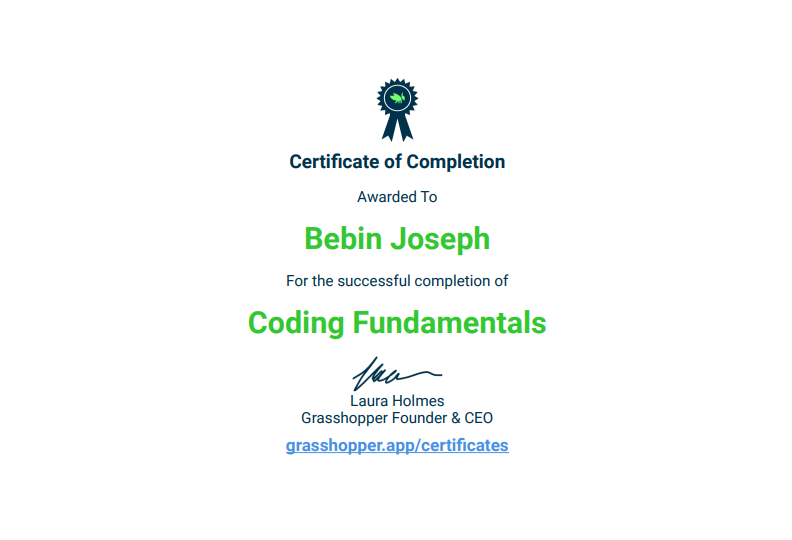 Certificate of Completion
Awarded To
Bebin Joseph
For the successful completion of
Coding Fundamentals
Laura Holmes
Grasshopper Founder & CEO
grasshopper.app/certificates